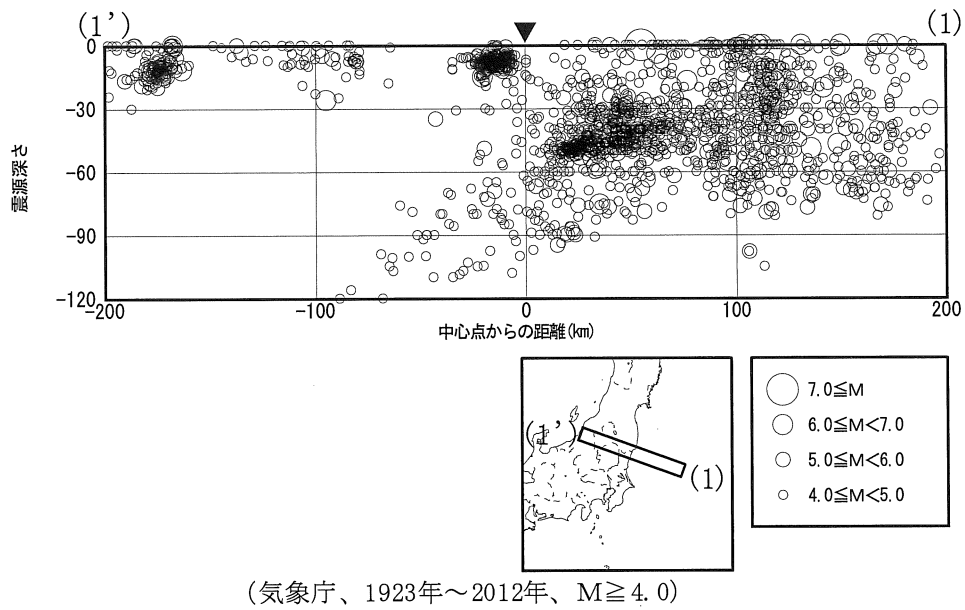 (1') (1)
0
-30
-60
-90
-120
震源深さ
-200 -100 0 100 200
中心点からの距離(km)
(1')
(1)
7.0≦M
6.0≦M<7.0
5.0≦M<6.0
4.0≦M<5.0
(気象庁、1923年～2012年、M≧4.0)